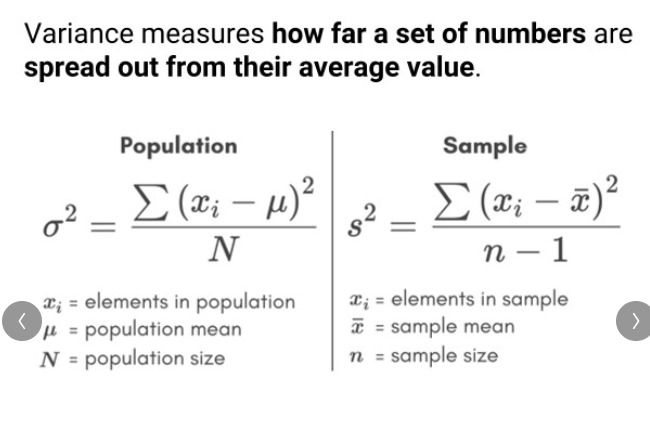 Variance measures how far a set of numbers are
spread out from their average value.
Population
σ² = ∑(xᵢ − μ)² / N
xᵢ = elements in population
μ = population mean
N = population size
Sample
s² = ∑(xᵢ − x̄)² / n − 1
xᵢ = elements in sample
x̄ = sample mean
n = sample size